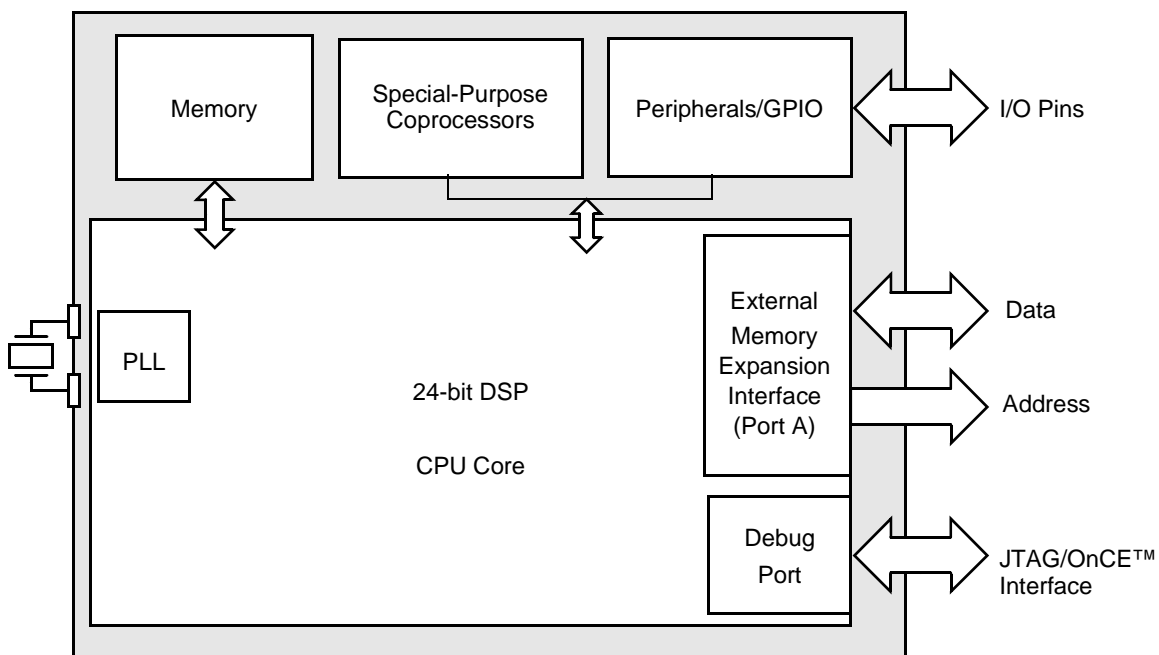 Memory
Special-Purpose
Coprocessors
Peripherals/GPIO
I/O Pins
PLL
24-bit DSP
CPU Core
External
Memory
Expansion
Interface
(Port A)
Data
Address
Debug
Port
JTAG/OnCE™
Interface